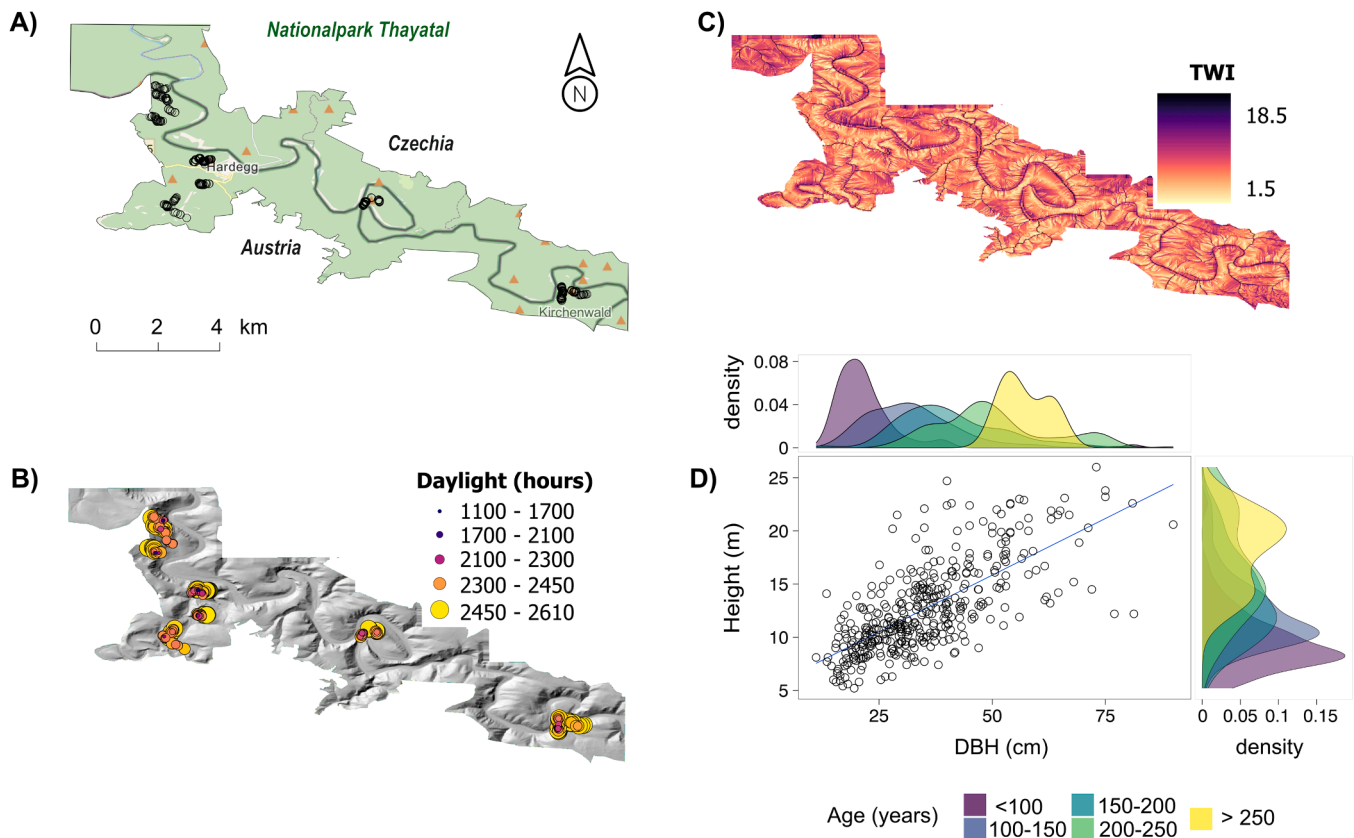 A)
Nationalpark Thayatal
N
Czechia
Hardegg
Austria
Kirchenwald
0 2 4 km
C)
TWI
18.5
1.5
B)
Daylight (hours)
1100 - 1700
1700 - 2100
2100 - 2300
2300 - 2450
2450 - 2610
density
0.08
0.04
0
D)
Height (m)
25
20
15
10
5
25 50 75
DBH (cm)
0 0.05 0.1 0.15
density
Age (years)
<100 150-200 > 250
100-150 200-250